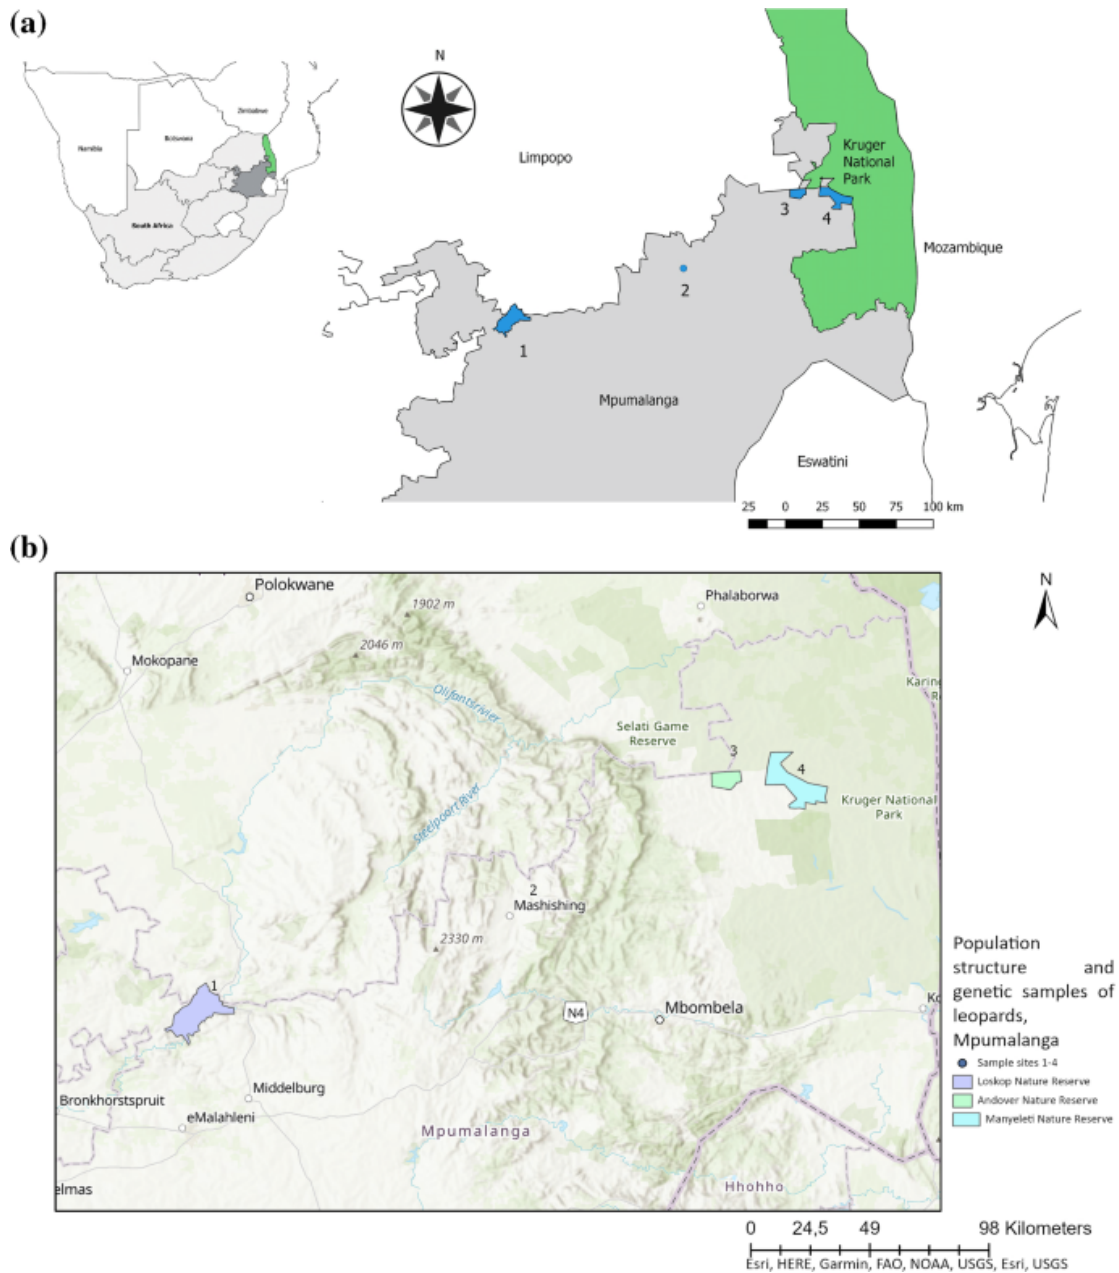 (a)
N
Zimbabwe
Botswana
Namibia
South Africa
Limpopo
Kruger
National
Park
3
4
Mozambique
2
1
Mpumalanga
Eswatini
25 0 25 50 75 100 km
(b)
N
Polokwane
Phalaborwa
1902 m
2046 m
Mokopane
Olifantsrivier
Karing
R
Selati Game
Reserve
3
4
Kruger National
Park
Steelpoort River
2
Mashishing
2330 m
1
Mbombela
N4
Ko
Middelburg
Bronkhorstspruit
eMalahleni
Mpumalanga
elmas
Hhohho
Population
structure and
genetic samples of
leopards,
Mpumalanga
Sample sites 1-4
Loskop Nature Reserve
Andover Nature Reserve
Manyeleti Nature Reserve
0 24,5 49 98 Kilometers
Esri, HERE, Garmin, FAO, NOAA, USGS, Esri, USGS